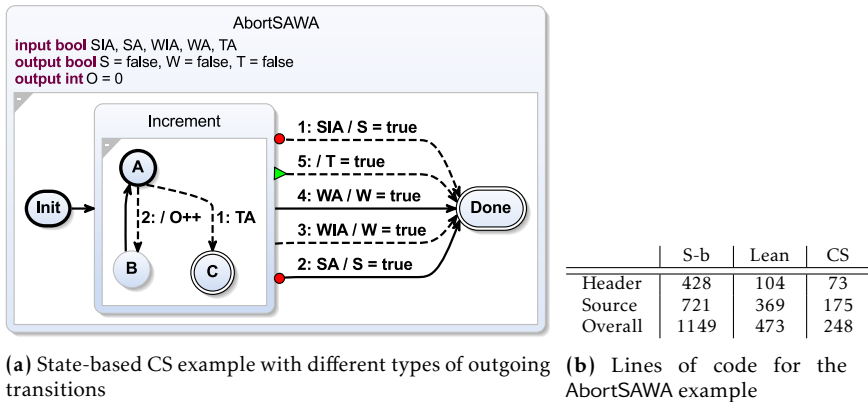 AbortSAWA
input bool SIA, SA, WIA, WA, TA
output bool S = false, W = false, T = false
output int O = 0
-
Increment
-
1: SIA / S = true
5: / T = true
4: WA / W = true
3: WIA / W = true
2: SA / S = true
Init
A
2: / O++
1: TA
B
C
Done
S-b Lean CS
Header 428 104 73
Source 721 369 175
Overall 1149 473 248
(a) State-based CS example with different types of outgoing
transitions
(b) Lines of code for the
AbortSAWA example